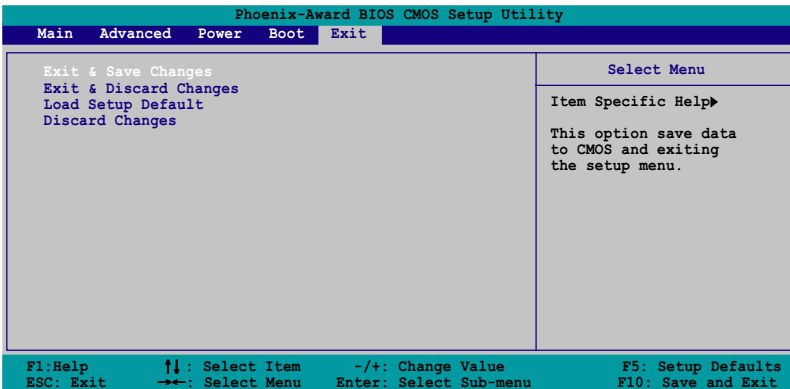 Phoenix-Award BIOS CMOS Setup Utility
Main Advanced Power Boot Exit
Exit & Save Changes
Exit & Discard Changes
Load Setup Default
Discard Changes
Select Menu
Item Specific Help▶
This option save data
to CMOS and exiting
the setup menu.
F1:Help ↑↓: Select Item -/+: Change Value F5: Setup Defaults
ESC: Exit →←: Select Menu Enter: Select Sub-menu F10: Save and Exit